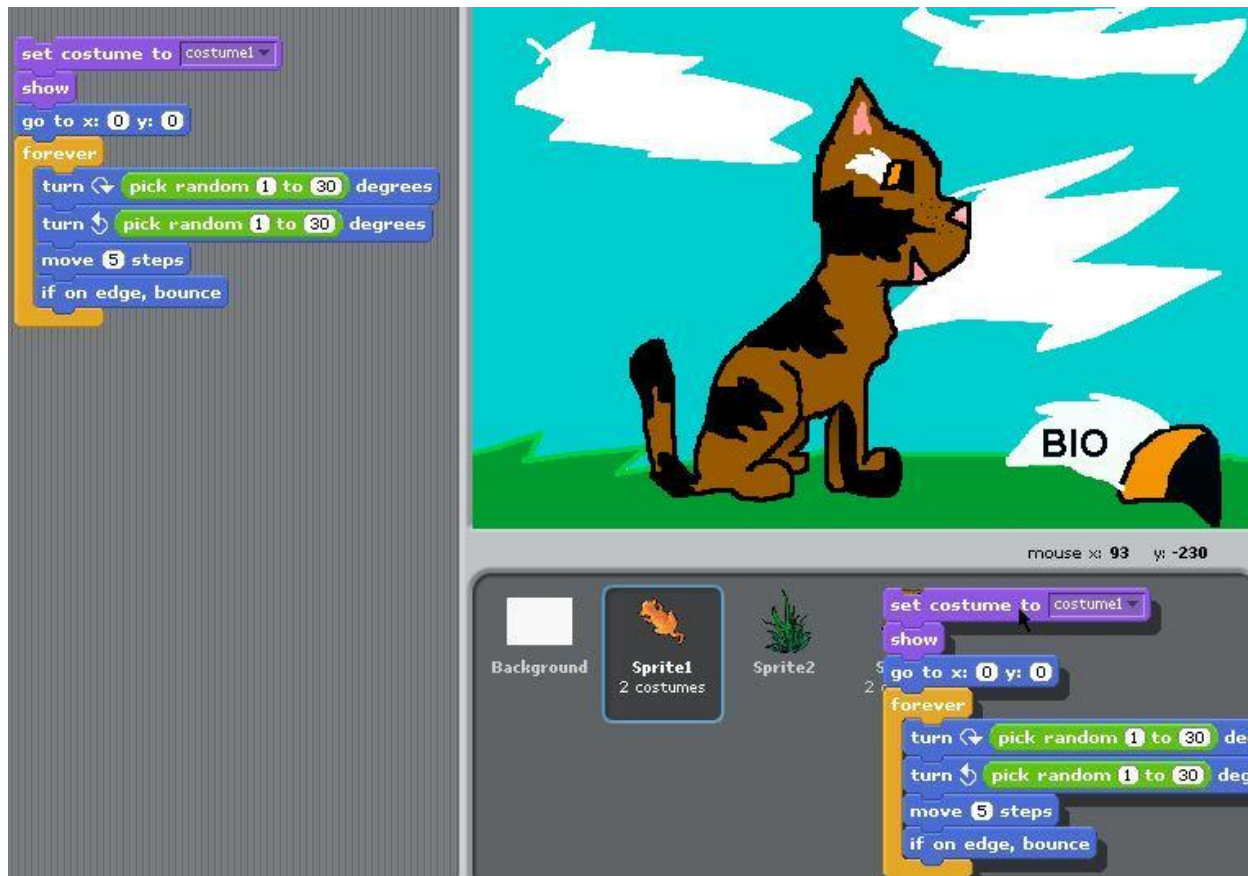 set costume to costume1
show
go to x: 0 y: 0
forever
turn pick random 1 to 30 degrees
turn pick random 1 to 30 degrees
move 5 steps
if on edge, bounce
BIO
mouse x: 93 y: -230
Background
Sprite1
2 costumes
Sprite2
set costume to costume1
show
go to x: 0 y: 0
forever
turn pick random 1 to 30
turn pick random 1 to 30
move 5 steps
if on edge, bounce